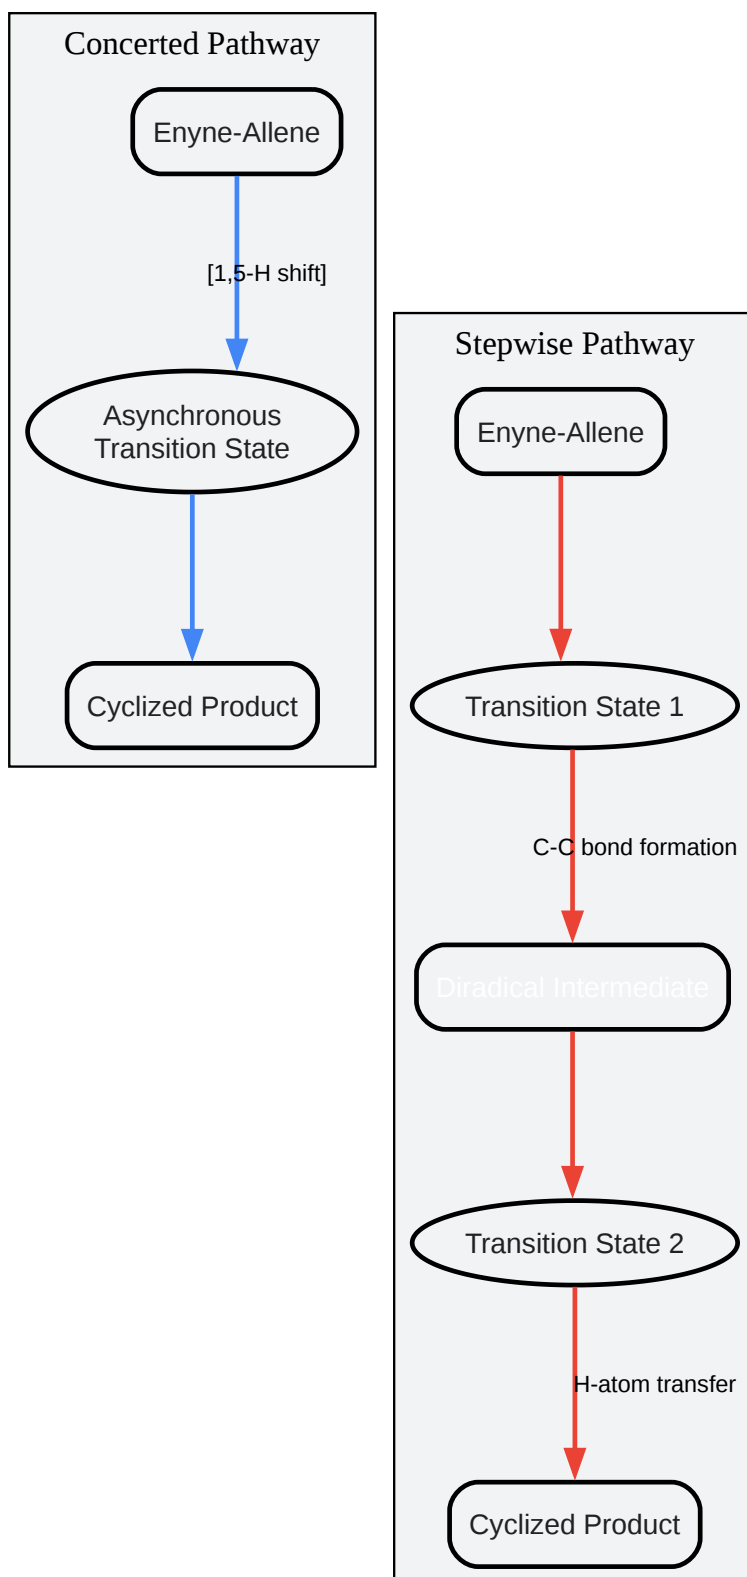 Concerted Pathway
Enyne-Allene
[1,5-H shift]
Asynchronous
Transition State
Cyclized Product
Stepwise Pathway
Enyne-Allene
Transition State 1
C-C bond formation
Diradical Intermediate
Transition State 2
H-atom transfer
Cyclized Product